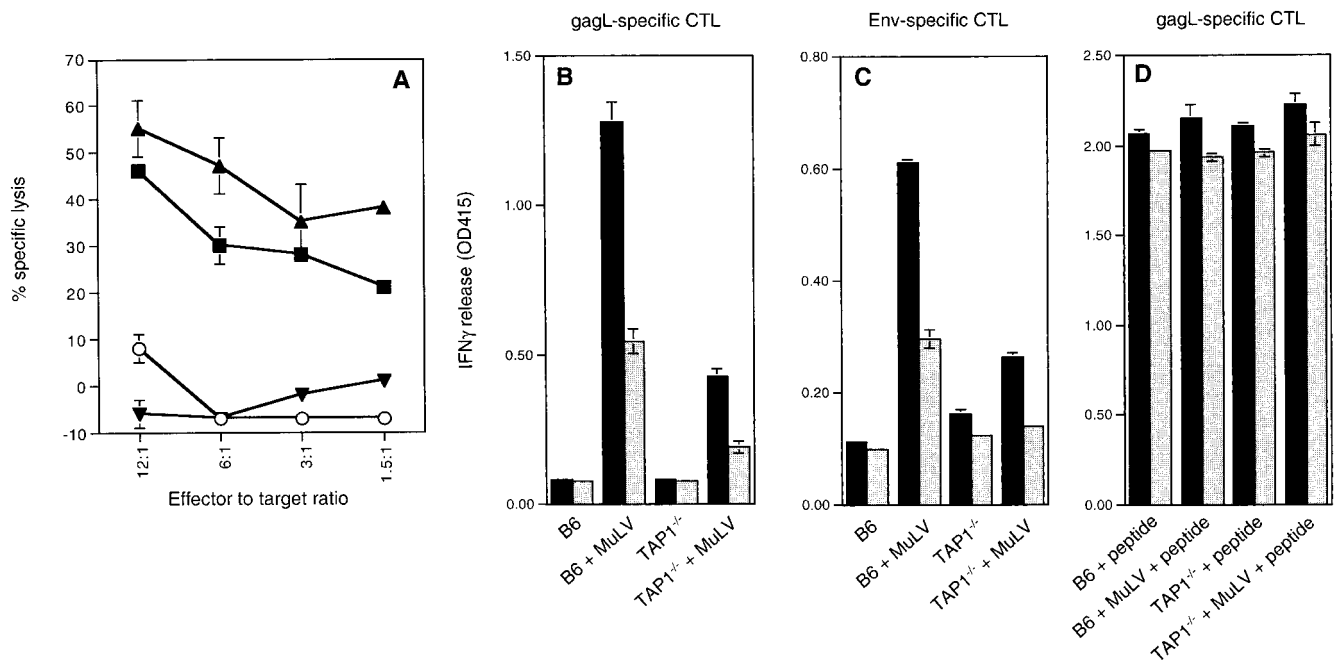 A
% specific lysis
70
60
50
40
30
20
10
0
-10
12:1
6:1
3:1
1.5:1
Effector to target ratio
gagL-specific CTL
B
IFNγ release (OD415)
1.50
1.00
0.50
0.00
B6
B6 + MuLV
TAP1-/-
TAP1-/- + MuLV
Env-specific CTL
C
0.80
0.60
0.40
0.20
0.00
B6
B6 + MuLV
TAP1-/-
TAP1-/- + MuLV
gagL-specific CTL
D
2.50
2.00
1.50
1.00
0.50
0.00
B6 + peptide
B6 + MuLV + peptide
TAP1-/- + peptide
TAP1-/- + MuLV + peptide